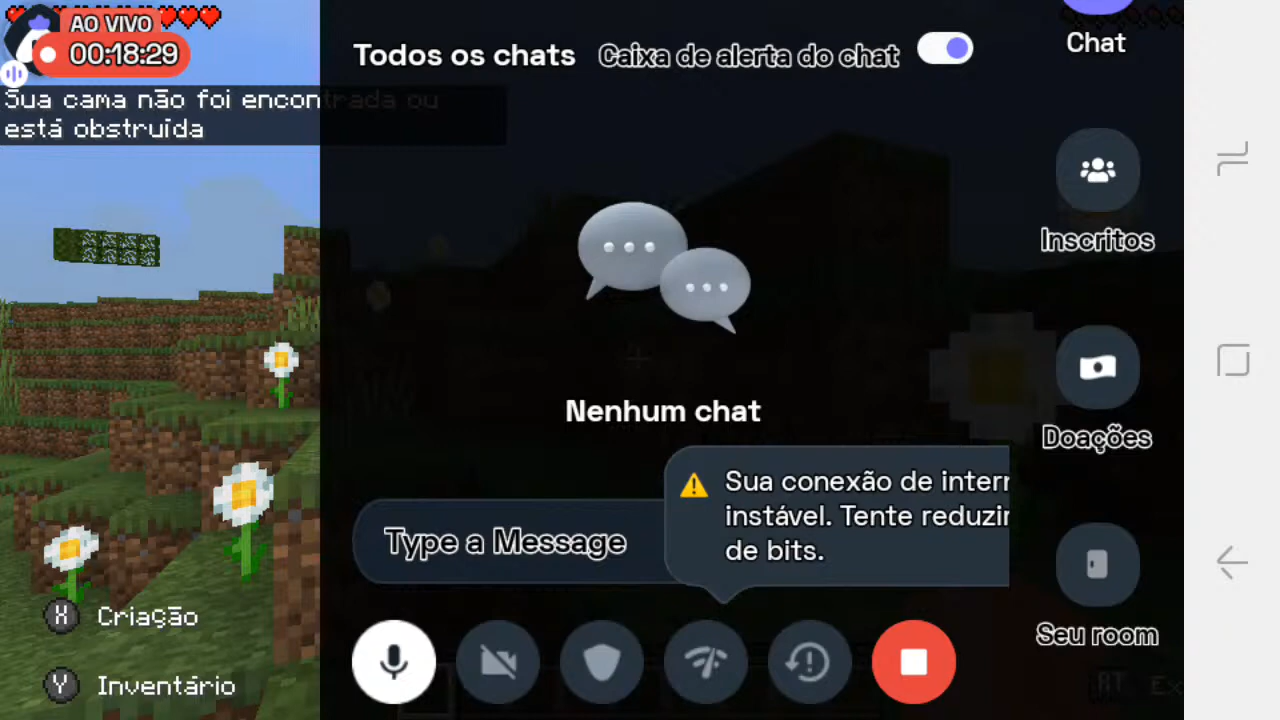 AO VIVO
00:18:29
Sua cama não foi encontrada ou
está obstruída
Todos os chats
Caixa de alerta do chat
Chat
Inscritos
Nenhum chat
Doações
Sua conexão de inter
instável. Tente reduzir
de bits.
Type a Message
Seu room
X Criação
Y Inventário